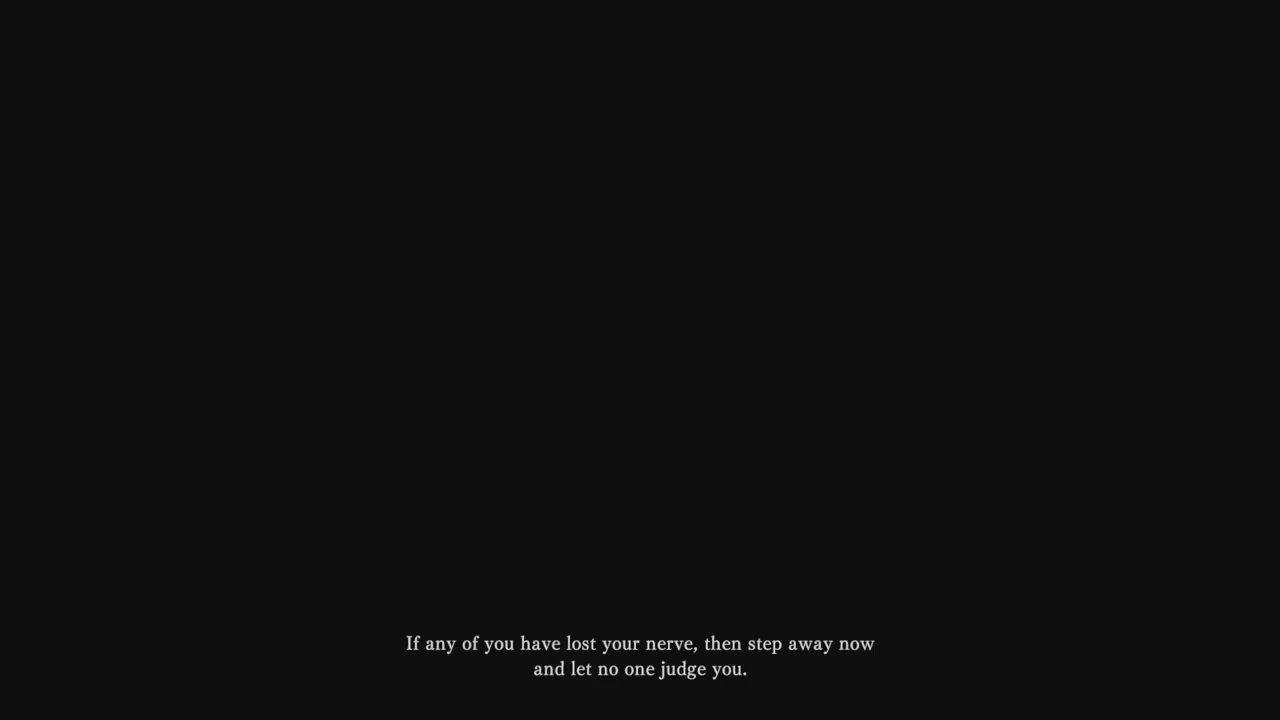 If any of you have lost your nerve, then step away now
and let no one judge you.